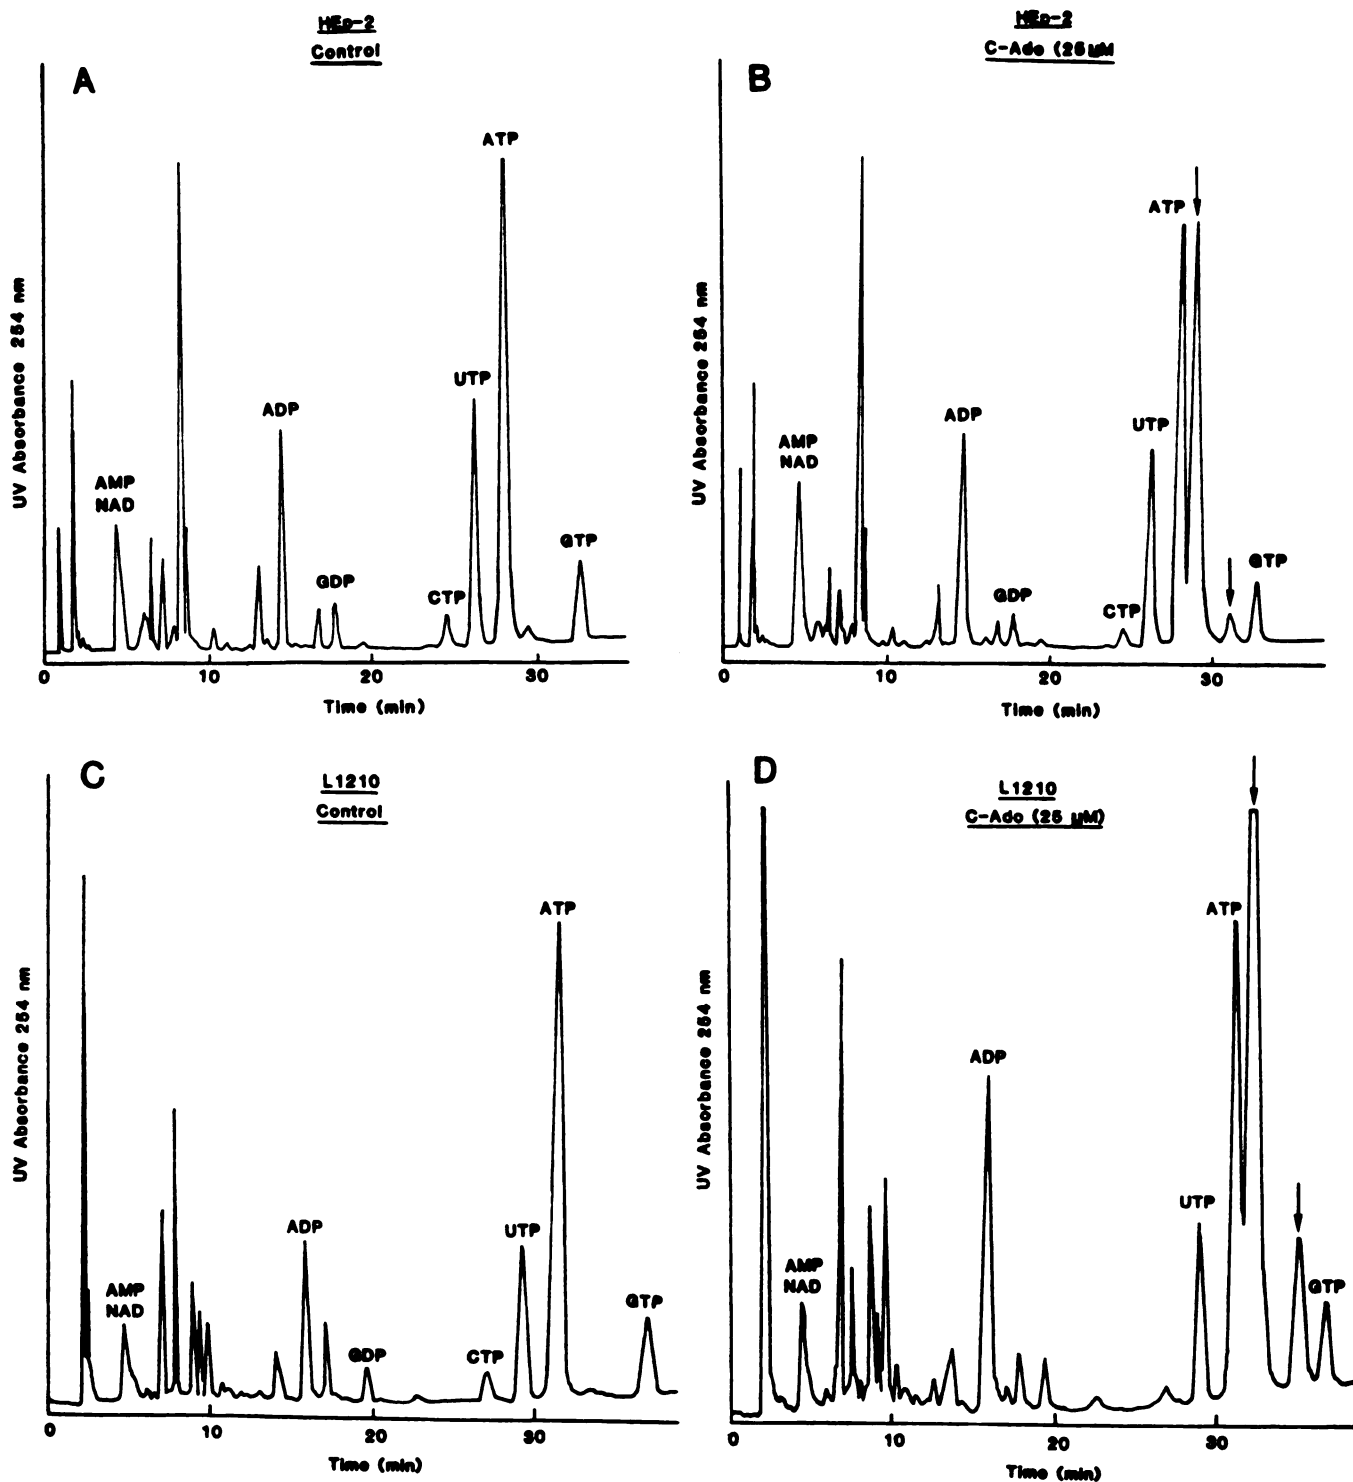 HEp-2
Control
A
ATP
UTP
ADP
AMP
NAD
GTP
GDP
CTP
UV Absorbance 254 nm
0 10 20 30
Time (min)
HEp-2
C-Ado (25 µM
B
ATP
UTP
ADP
AMP
NAD
GTP
GDP
CTP
UV Absorbance 254 nm
0 10 20 30
Time (min)
C
L1210
Control
ATP
UTP
ADP
AMP
NAD
GTP
GDP
CTP
UV Absorbance 254 nm
0 10 20 30
Time (min)
D
L1210
C-Ado (25 µM)
ATP
ADP
UTP
AMP
NAD
GTP
UV Absorbance 254 nm
0 10 20 30
Time (min)